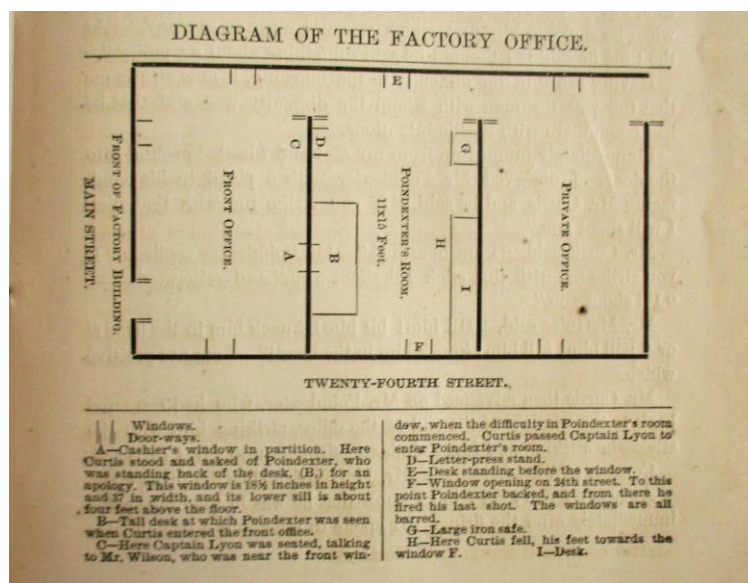 DIAGRAM OF THE FACTORY OFFICE.
E
MAIN STREET.
FRONT OF FACTORY BUILDING.
FRONT OFFICE.
C
D
A
B
POINDEXTER'S ROOM,
11x15 FEET.
G
H
I
PRIVATE OFFICE.
F
TWENTY-FOURTH STREET.
Windows.
Door-ways.
A—Cashier's window in partition. Here
Curtis stood and asked of Poindexter, who
was standing back of the desk, (B,) for an
apology. This window is 18½ inches in height
and 37 in width, and its lower sill is about
four feet above the floor.
B—Tall desk at which Poindexter was seen
when Curtis entered the front office.
C—Here Captain Lyon was seated, talking
to Mr. Wilson, who was near the front win-
dow, when the difficulty in Poindexter's room
commenced. Curtis passed Captain Lyon to
enter Poindexter's room.
D—Letter-press stand.
E—Desk standing before the window.
F—Window opening on 24th street. To this
point Poindexter backed, and from there he
fired his last shot. The windows are all
barred.
G—Large iron safe.
H—Here Curtis fell, his feet towards the
window F. I—Desk.